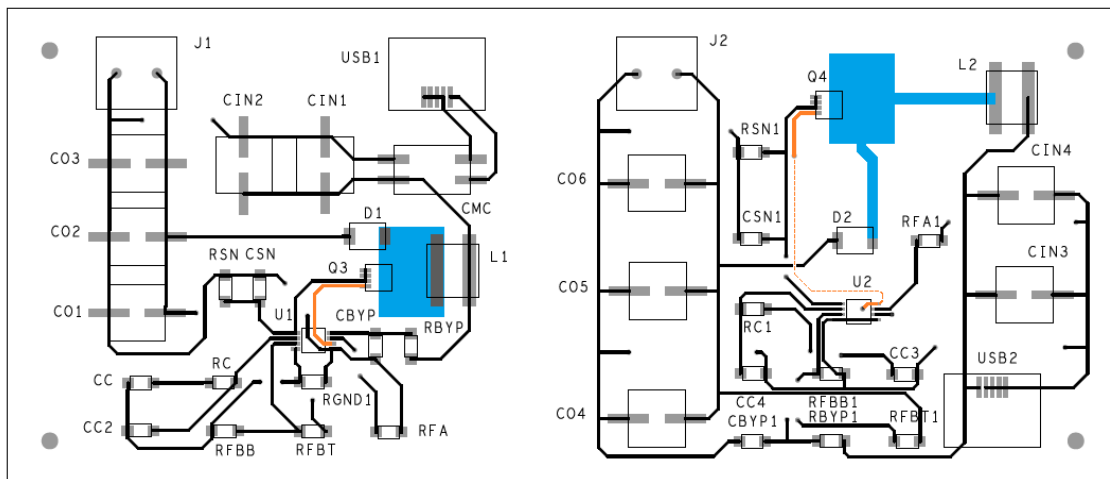 J1
USB1
CIN2
CIN1
CO3
CMC
D1
CO2
RSN
CSN
Q3
L1
CO1
U1
CBYP
RBYP
CC
RC
RGND1
CC2
RFBB
RFBT
RFA
J2
Q4
L2
RSN1
CIN4
CO6
CSN1
D2
RFA1
CIN3
CO5
U2
RC1
CC3
USB2
CC4
RFBB1
CO4
CBYP1
RBYP1
RFBT1